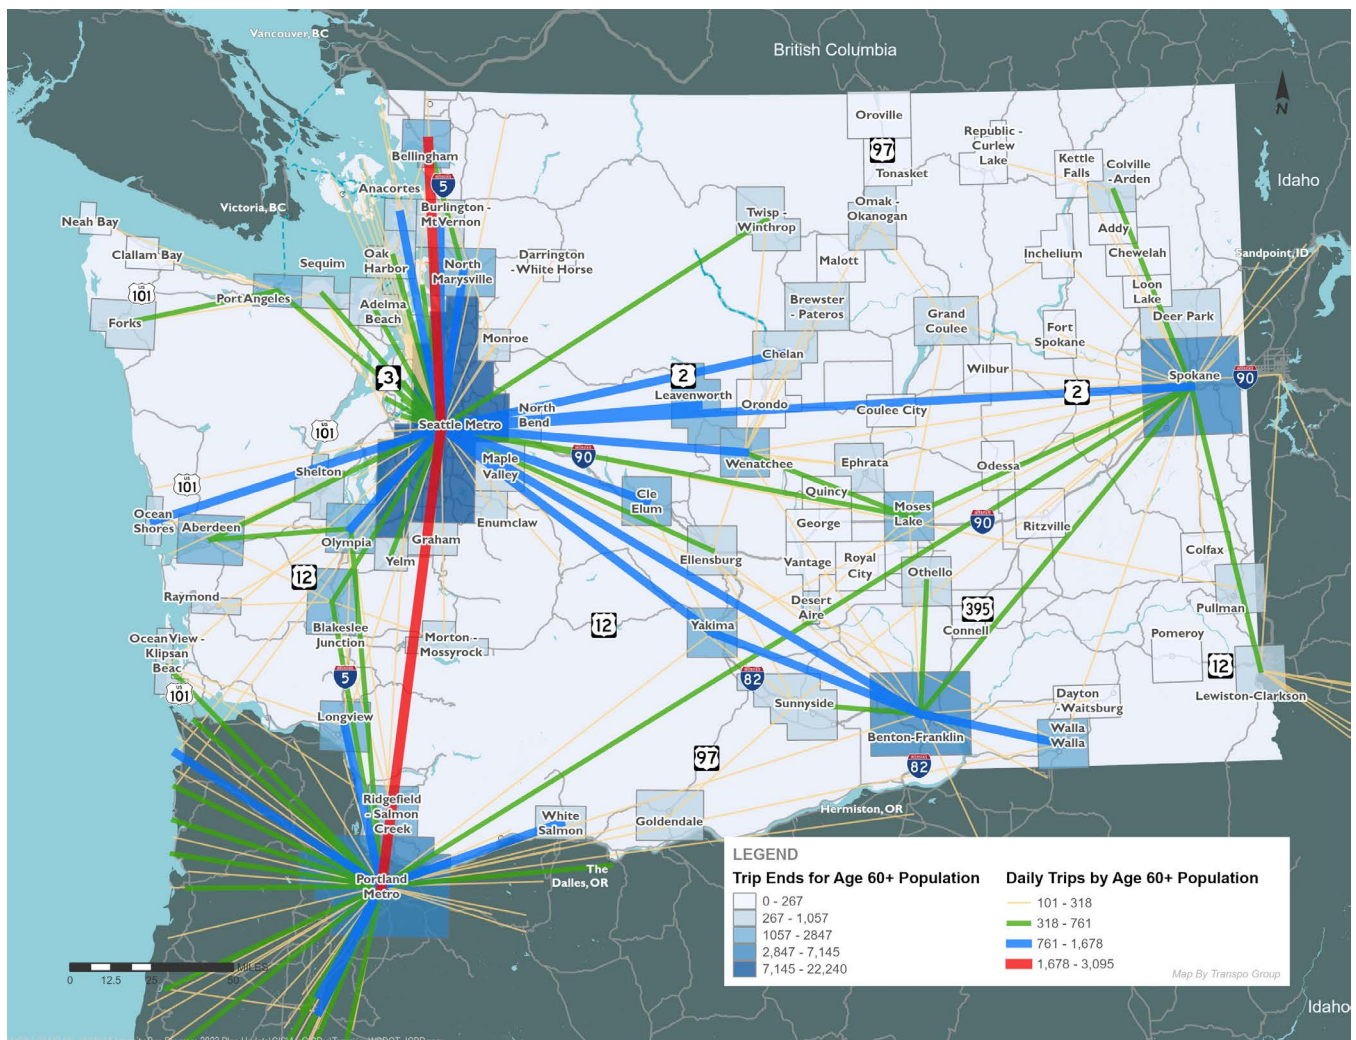 Vancouver, BC
British Columbia
N
Oroville
97
Tonasket
Republic -
Curlew
Lake
Kettle
Falls
Colville
-Arden
Idaho
Bellingham
Anacortes
5
Victoria, BC
Burlington -
Mt Vernon
Neah Bay
Clallam Bay
Sequim
Oak
Harbor
North
Marysville
Darrington
-White Horse
Twisp -
Winthrop
Omak -
Okanogan
Malott
Inchelium
Addy
Chewelah
Sandpoint, ID
Loon
Lake
US
101
Port Angeles
Forks
Adelma
Beach
Monroe
Brewster
- Pateros
Grand
Coulee
Fort
Spokane
Deer Park
Chelan
3
2
Leavenworth
Wilbur
2
Spokane
90
Orondo
Coulee City
North
Bend
Seattle Metro
US
101
90
Maple
Valley
Wenatchee
Ephrata
Odessa
Shelton
US
101
Quincy
Cle
Elum
Moses
Lake
90
Ocean
Shores
Aberdeen
Enumclaw
George
Ritzville
Olympia
Graham
Yelm
Ellensburg
Vantage
Royal
City
Othello
Colfax
12
Raymond
Desert
Aire
395
Connell
Pullman
12
Yakima
Blakeslee
Junction
Morton -
Mossyrock
Pomeroy
Ocean View -
Klipsan
Beac
US
101
5
82
12
Lewiston-Clarkson
Dayton
-Waitsburg
Sunnyside
Longview
Benton-Franklin
Walla
Walla
97
82
Ridgefield
- Salmon
Creek
White
Salmon
Goldendale
Hermiston, OR
The
Dalles, OR
Portland
Metro
LEGEND
Trip Ends for Age 60+ Population
0 - 267
267 - 1,057
1057 - 2847
2,847 - 7,145
7,145 - 22,240
Daily Trips by Age 60+ Population
101 - 318
318 - 761
761 - 1,678
1,678 - 3,095
Map By Transpo Group
MILES
0 12.5 25 50
Idaho